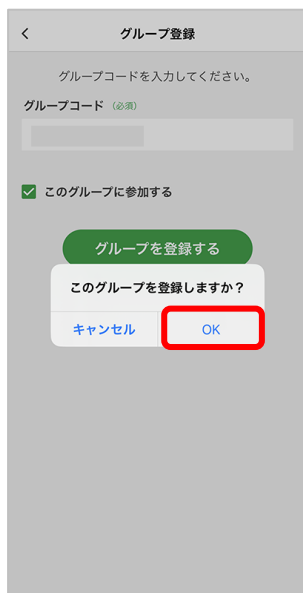 グループ登録
グループコードを入力してください。
グループコード (必須)
このグループに参加する
グループを登録する
このグループを登録しますか？
キャンセル
OK